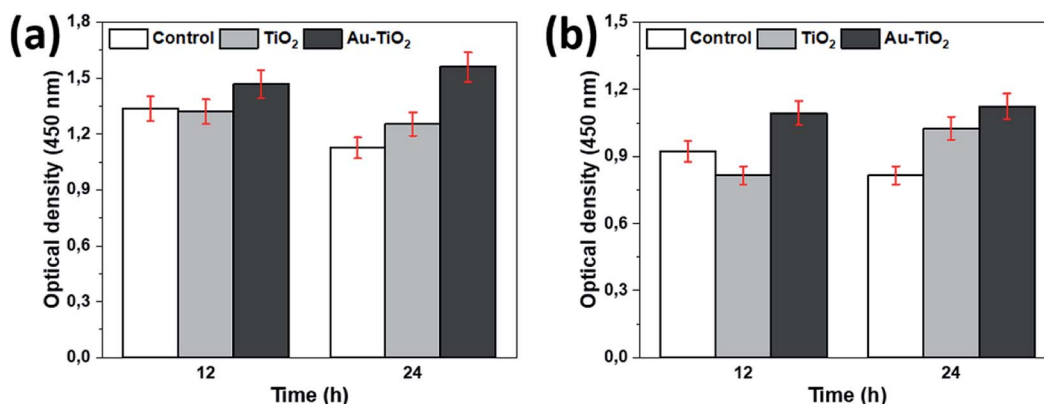 (a)
Control TiO₂ Au-TiO₂
Optical density (450 nm)
1,8
1,5
1,2
0,9
0,6
0,3
0,0
12 24
Time (h)
(b)
Control TiO₂ Au-TiO₂
Optical density (450 nm)
1,5
1,2
0,9
0,6
0,3
0,0
12 24
Time (h)